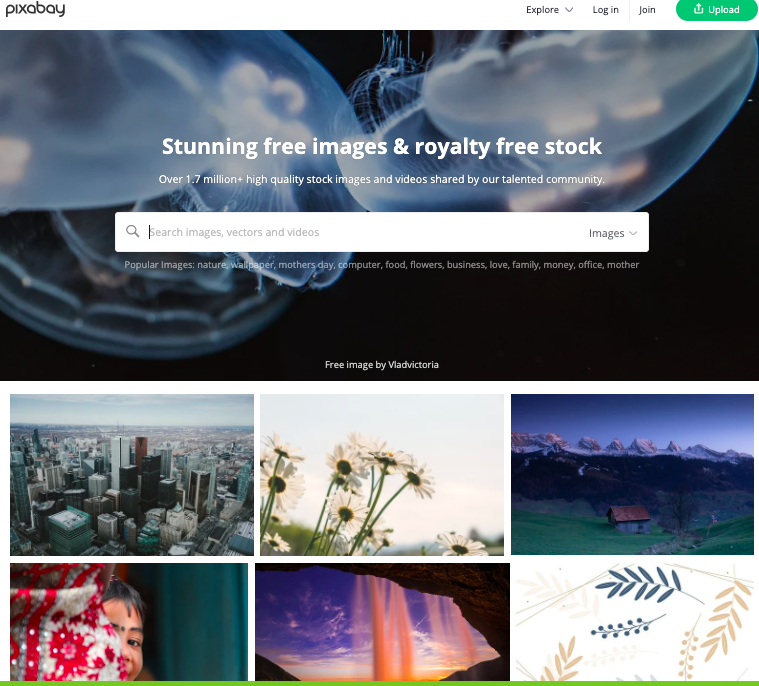 pixabay
Explore Log in Join Upload
Stunning free images & royalty free stock
Over 1.7 million+ high quality stock images and videos shared by our talented community.
Search images, vectors and videos Images
Popular Images: nature, wallpaper, mothers day, computer, food, flowers, business, love, family, money, office, mother
Free image by Vladvictoria